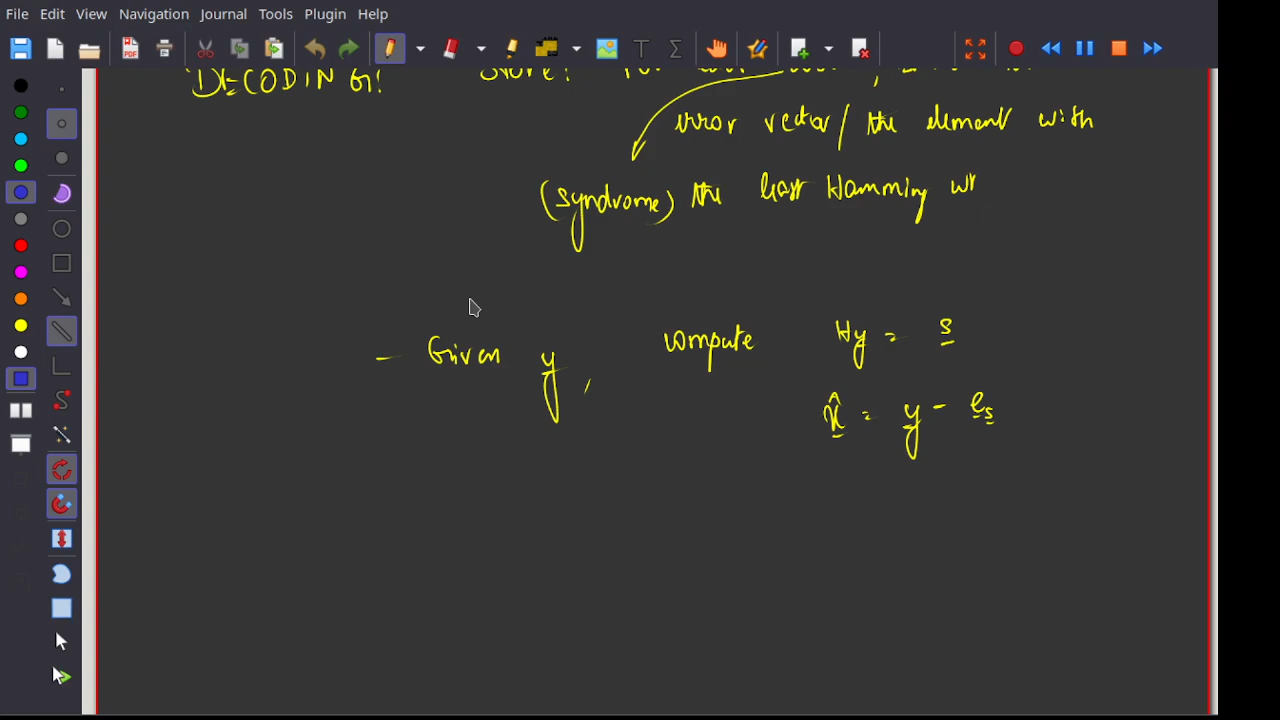 File Edit View Navigation Journal Tools Plugin Help
DECODING! Store:
error vector / the element with
(syndrome) the least Hamming wt
- Given y, compute Hy = s
x̂ = y - e_s